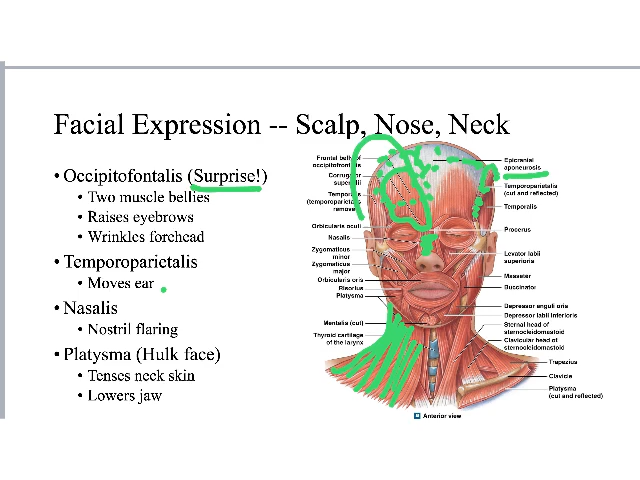 Facial Expression -- Scalp, Nose, Neck
• Occipitofontalis (Surprise!)
• Two muscle bellies
• Raises eyebrows
• Wrinkles forehead
• Temporoparietalis
• Moves ear
• Nasalis
• Nostril flaring
• Platysma (Hulk face)
• Tenses neck skin
• Lowers jaw
Frontal belly of
occipitofrontalis
Corrugator
supercilii
Temporalis
(temporoparietalis
removed)
Orbicularis oculi
Nasalis
Zygomaticus
minor
Zygomaticus
major
Orbicularis oris
Risorius
Platysma
Mentalis (cut)
Thyroid cartilage
of the larynx
Epicranial
aponeurosis
Temporoparietalis
(cut and reflected)
Temporalis
Procerus
Levator labii
superioris
Masseter
Buccinator
Depressor anguli oris
Depressor labii inferioris
Sternal head of
sternocleidomastoid
Clavicular head of
sternocleidomastoid
Trapezius
Clavicle
Platysma
(cut and reflected)
Anterior view